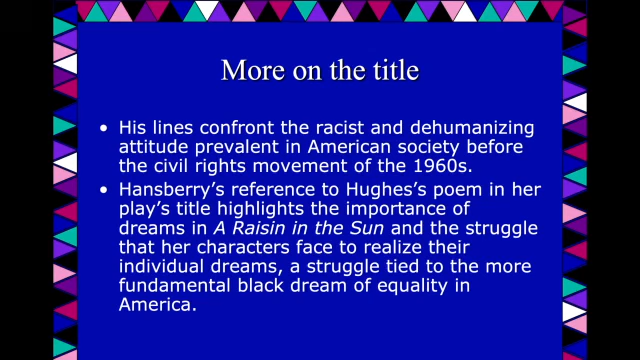 More on the title
• His lines confront the racist and dehumanizing
attitude prevalent in American society before
the civil rights movement of the 1960s.
• Hansberry’s reference to Hughes’s poem in her
play’s title highlights the importance of
dreams in A Raisin in the Sun and the struggle
that her characters face to realize their
individual dreams, a struggle tied to the more
fundamental black dream of equality in
America.